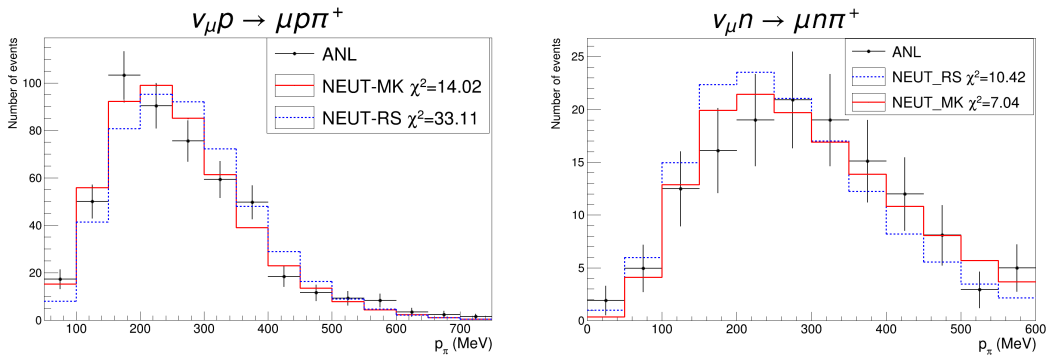 νμp → μpπ+
Number of events
100
80
60
40
20
0
100 200 300 400 500 600 700
pπ (MeV)
ANL
NEUT-MK χ²=14.02
NEUT-RS χ²=33.11
νμn → μnπ+
Number of events
25
20
15
10
5
0
0 100 200 300 400 500 600
pπ (MeV)
ANL
NEUT_RS χ²=10.42
NEUT_MK χ²=7.04